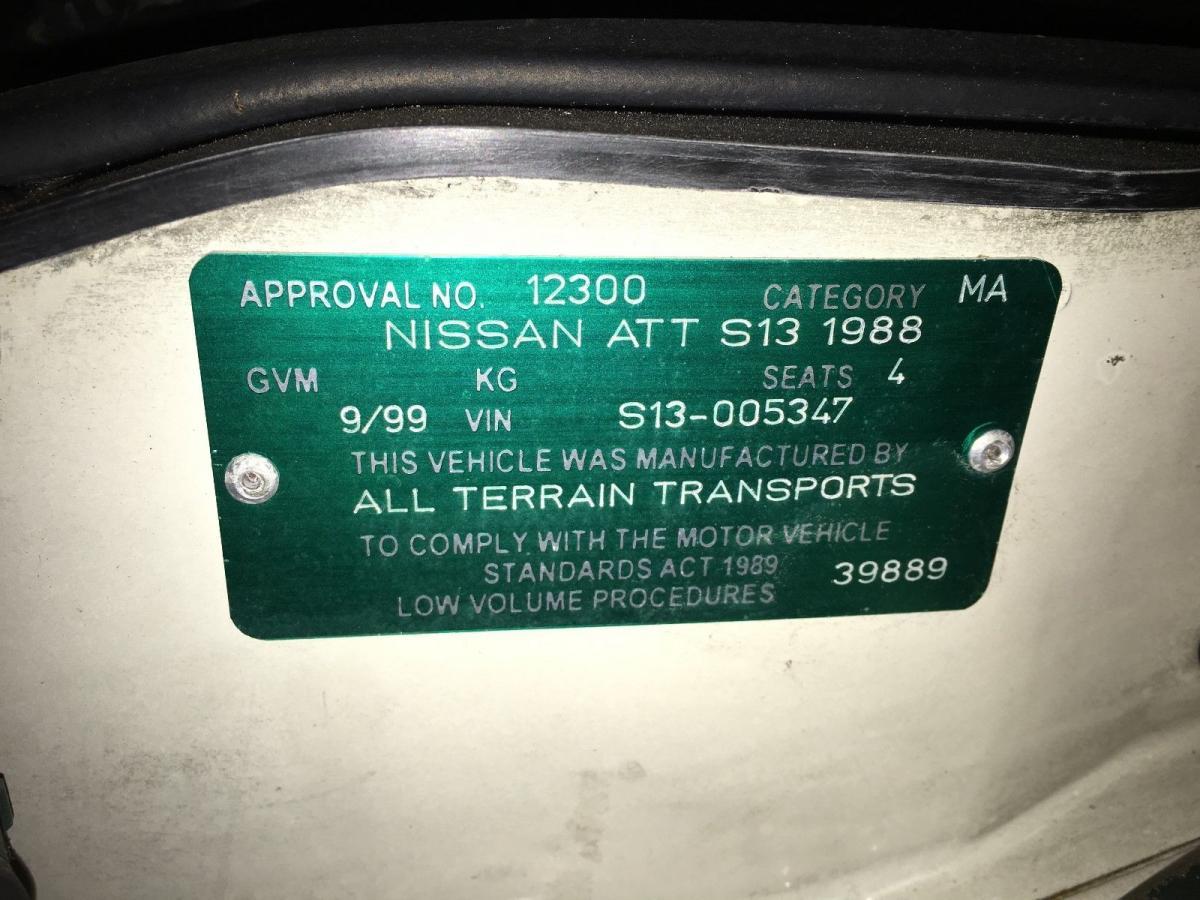 APPROVAL NO. 12300 CATEGORY MA
NISSAN ATT S13 1988
GVM KG SEATS 4
9/99 VIN S13-005347
THIS VEHICLE WAS MANUFACTURED BY
ALL TERRAIN TRANSPORTS
TO COMPLY WITH THE MOTOR VEHICLE
STANDARDS ACT 1989 39889
LOW VOLUME PROCEDURES